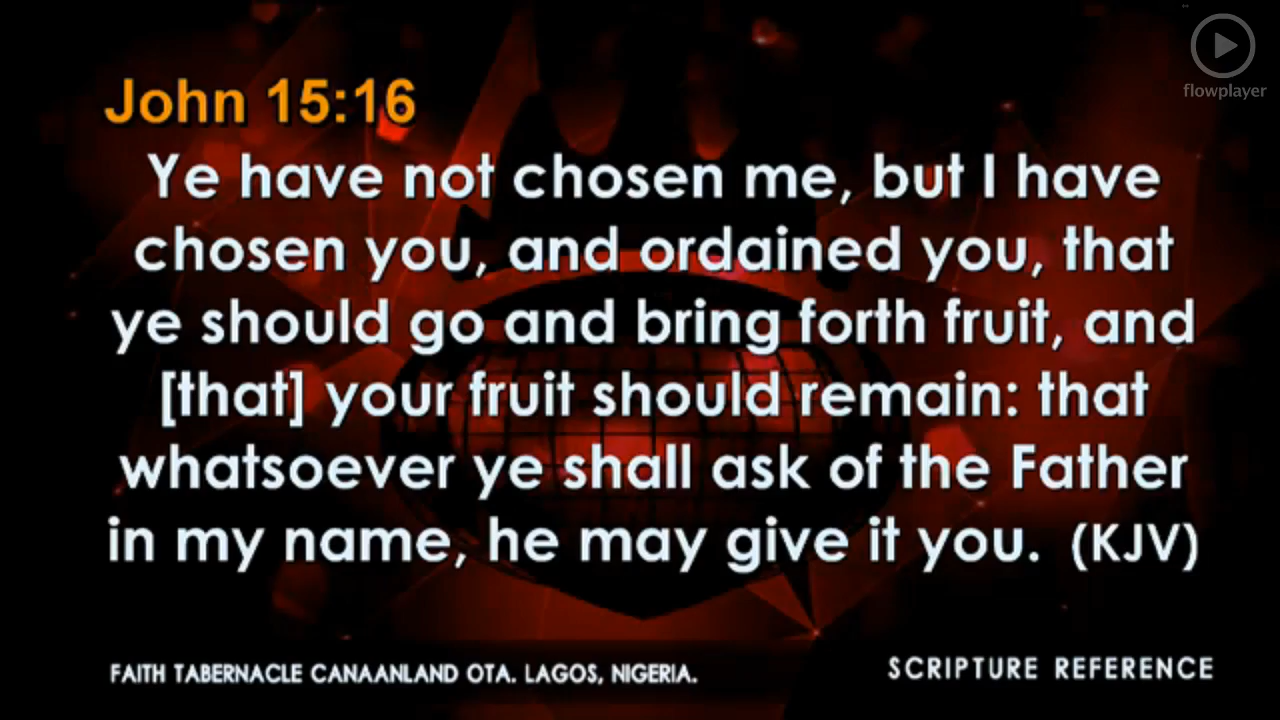 flowplayer
John 15:16
Ye have not chosen me, but I have
chosen you, and ordained you, that
ye should go and bring forth fruit, and
[that] your fruit should remain: that
whatsoever ye shall ask of the Father
in my name, he may give it you. (KJV)
FAITH TABERNACLE CANAANLAND OTA. LAGOS, NIGERIA.
SCRIPTURE REFERENCE